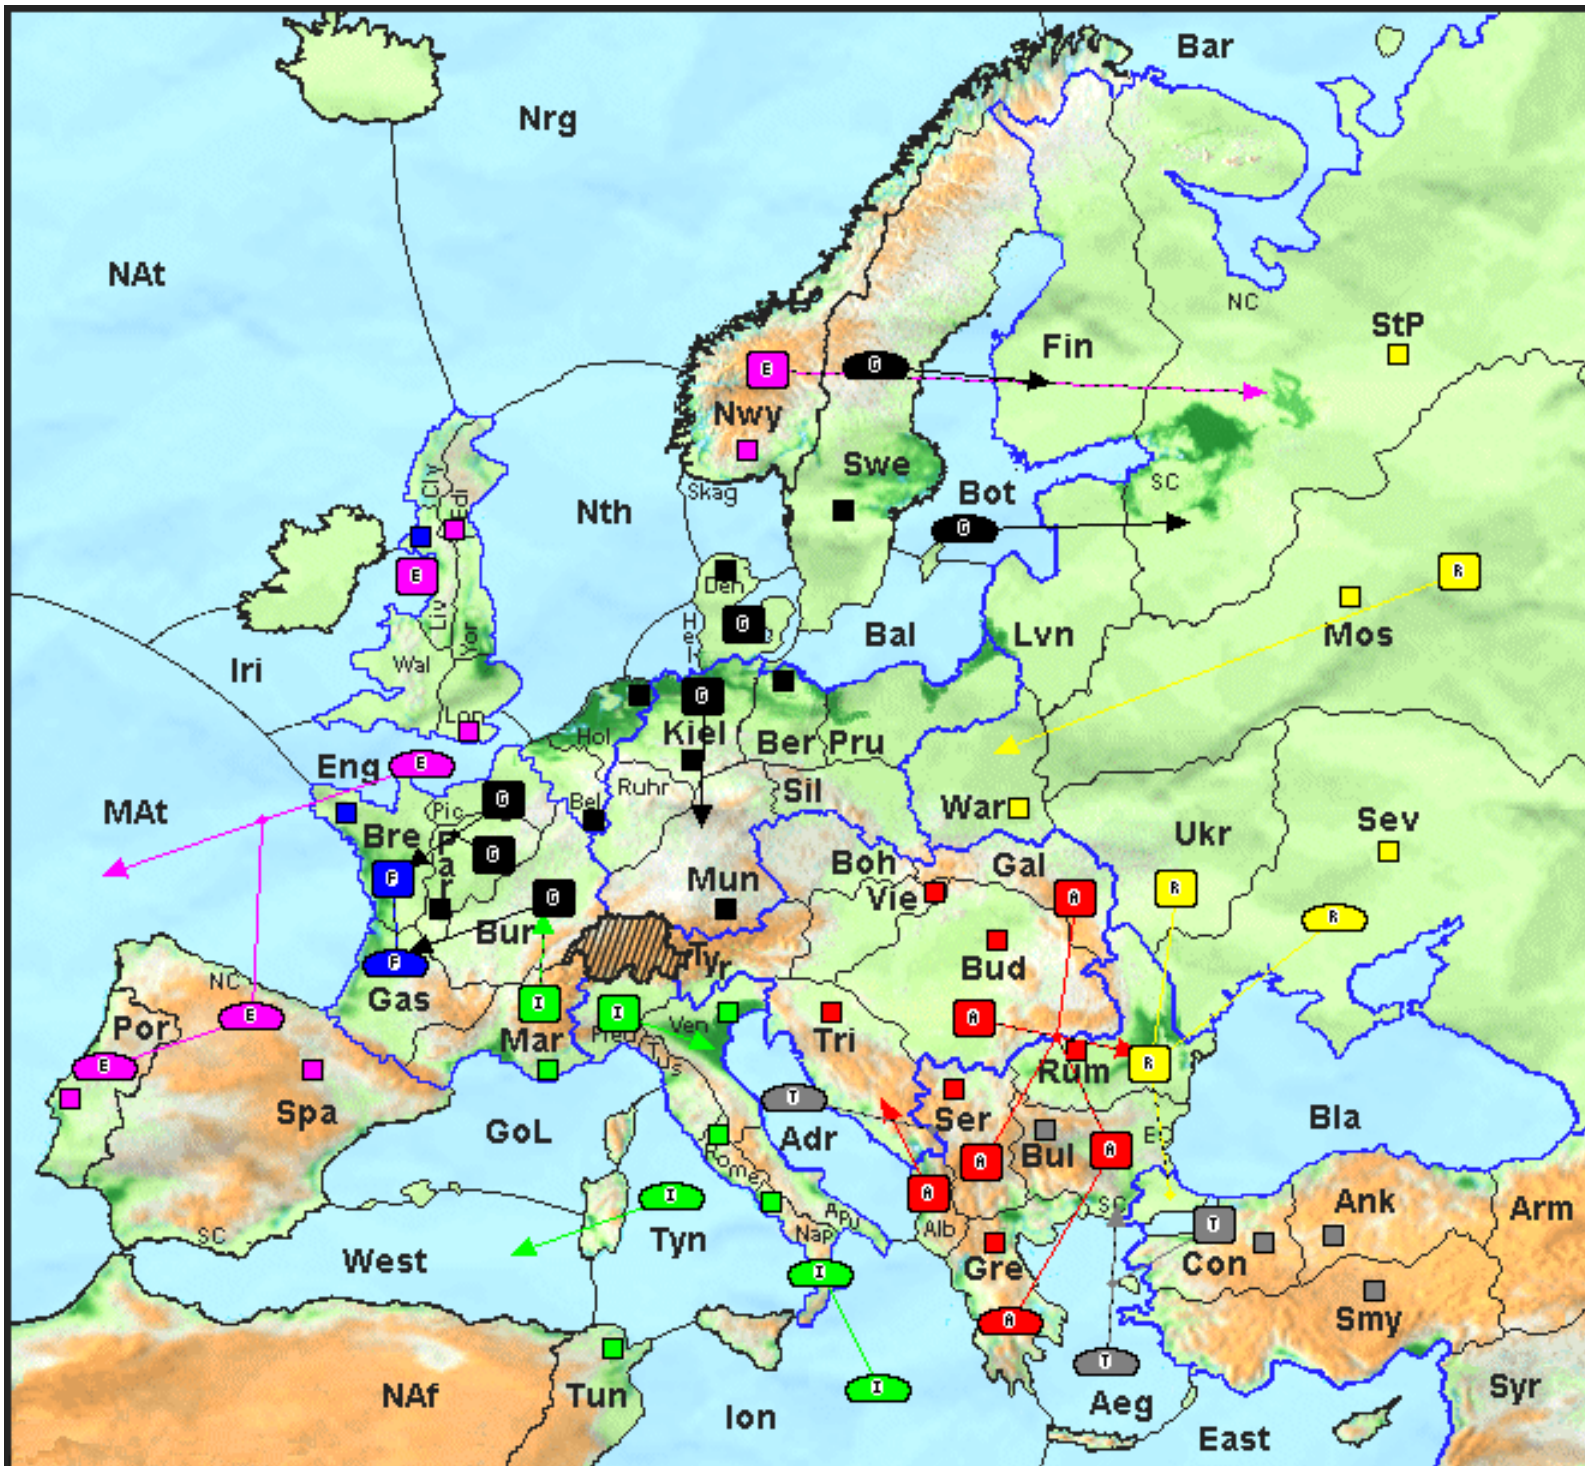 Bar
Nrg
NAt
NC
StP
Fin
E
G
Nwy
Swe
Skag
SC
Bot
Cly
Edi
Nth
G
R
E
Den
Liv
Yor
G
Hel
Bal
Lvn
Mos
Iri
Wal
G
Lon
Hol
Kiel
Ber
Pru
Eng
E
Ruhr
Sil
MAt
Pic
G
Bel
War
Ukr
Sev
Bre
Par
G
Boh
Gal
F
Mun
Vie
G
A
R
R
Bur
Bud
F
Tyr
NC
Gas
Por
E
I
I
Ven
Tri
A
Mar
Pied
Tus
Rum
R
E
Spa
GoL
T
Ser
Bla
Adr
Bul
EC
A
A
Rome
A
Ank
Arm
I
Apu
SC
SC
Nap
Alb
T
West
Tyn
Gre
Con
I
Smy
A
NAf
Tun
I
T
Syr
Ion
Aeg
East